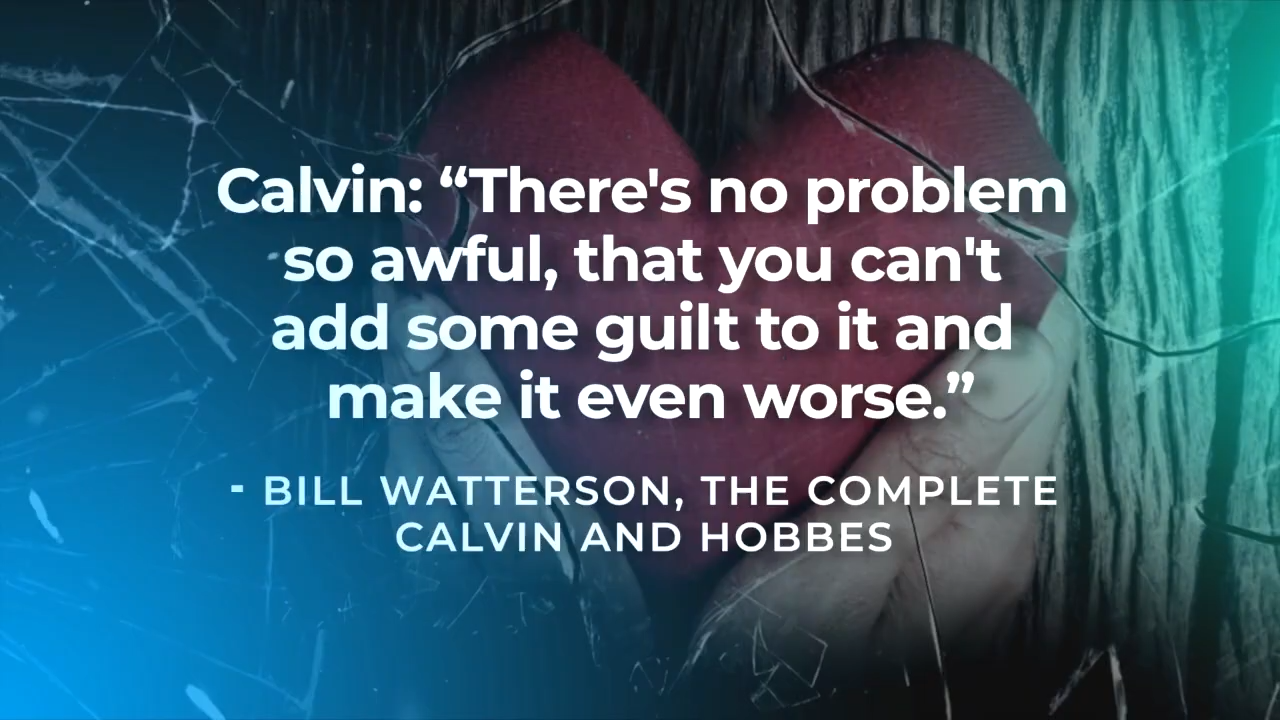 Calvin: “There's no problem
so awful, that you can't
add some guilt to it and
make it even worse.”
- BILL WATTERSON, THE COMPLETE
CALVIN AND HOBBES